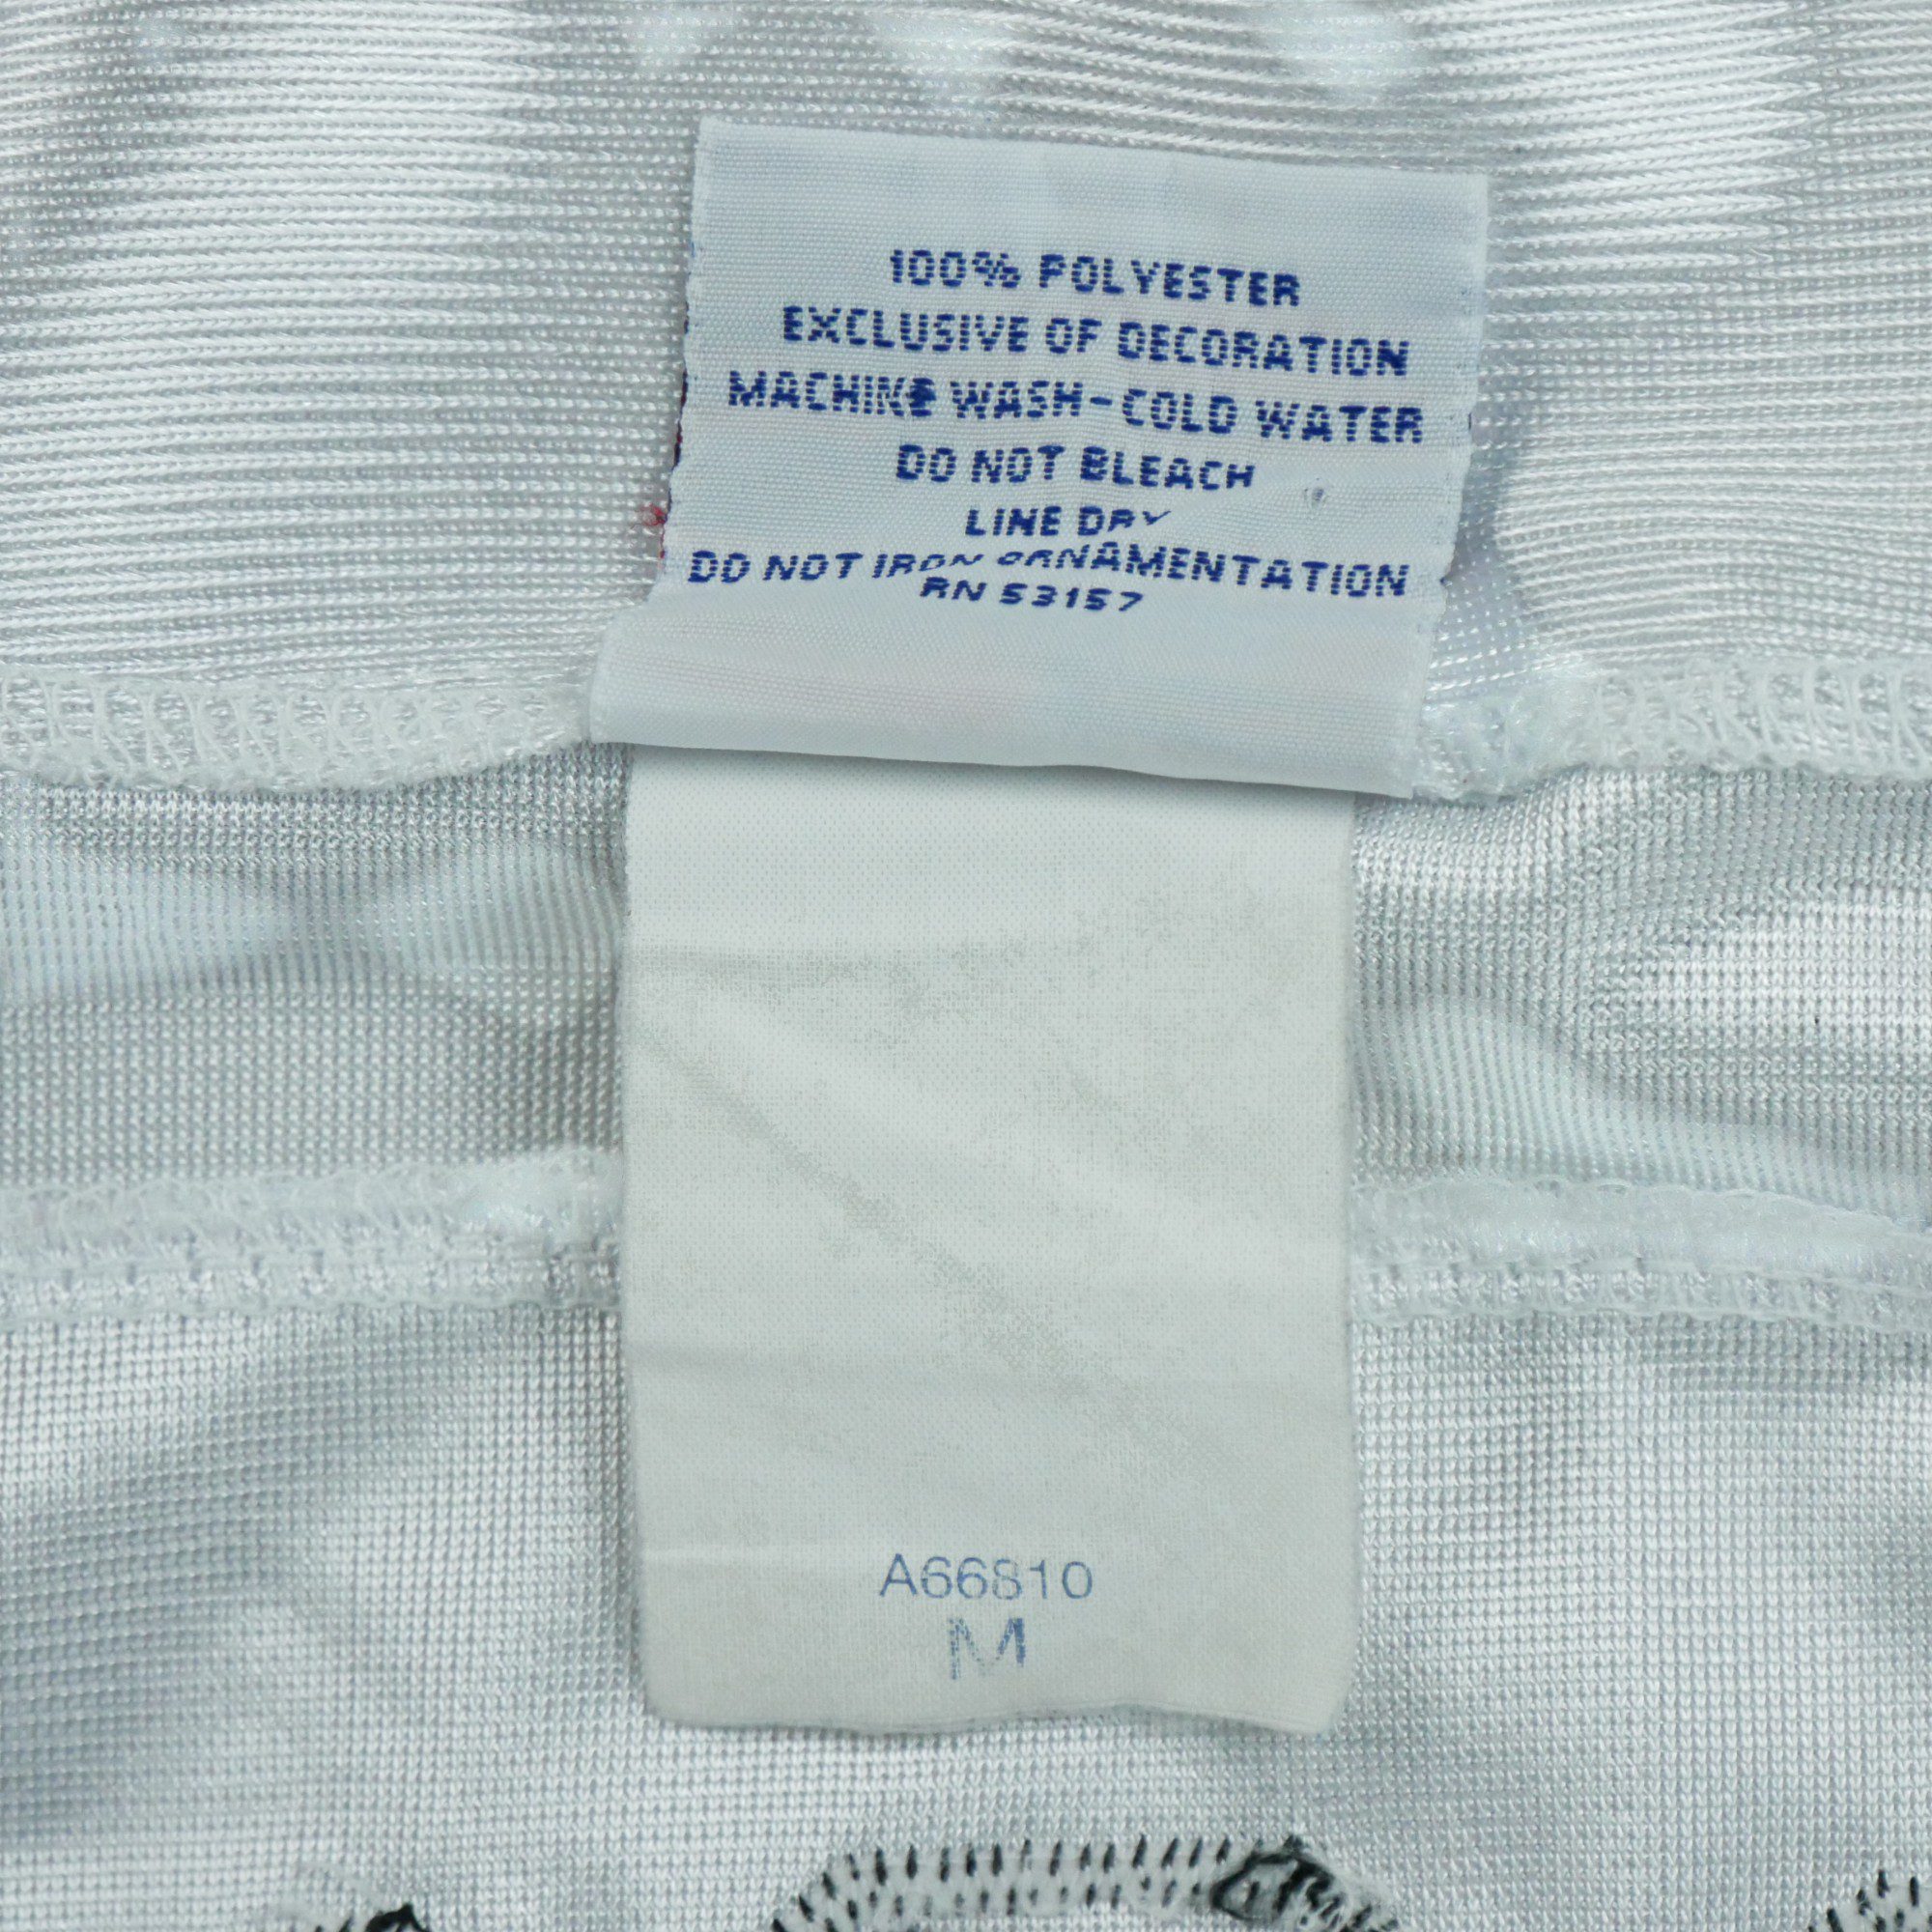 100% POLYESTER
EXCLUSIVE OF DECORATION
MACHINE WASH-COLD WATER
DO NOT BLEACH
LINE DRY
DO NOT IRON ORNAMENTATION
RN 53157
A66810
M